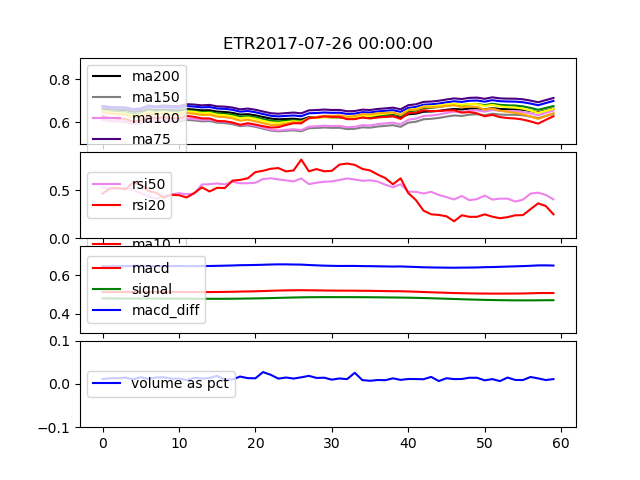 ETR2017-07-26 00:00:00
0.8
0.6
ma200
ma150
ma100
ma75
0.5
0.0
rsi50
rsi20
ma10
0.6
0.4
macd
signal
macd_diff
0.1
0.0
−0.1
volume as pct
0 10 20 30 40 50 60